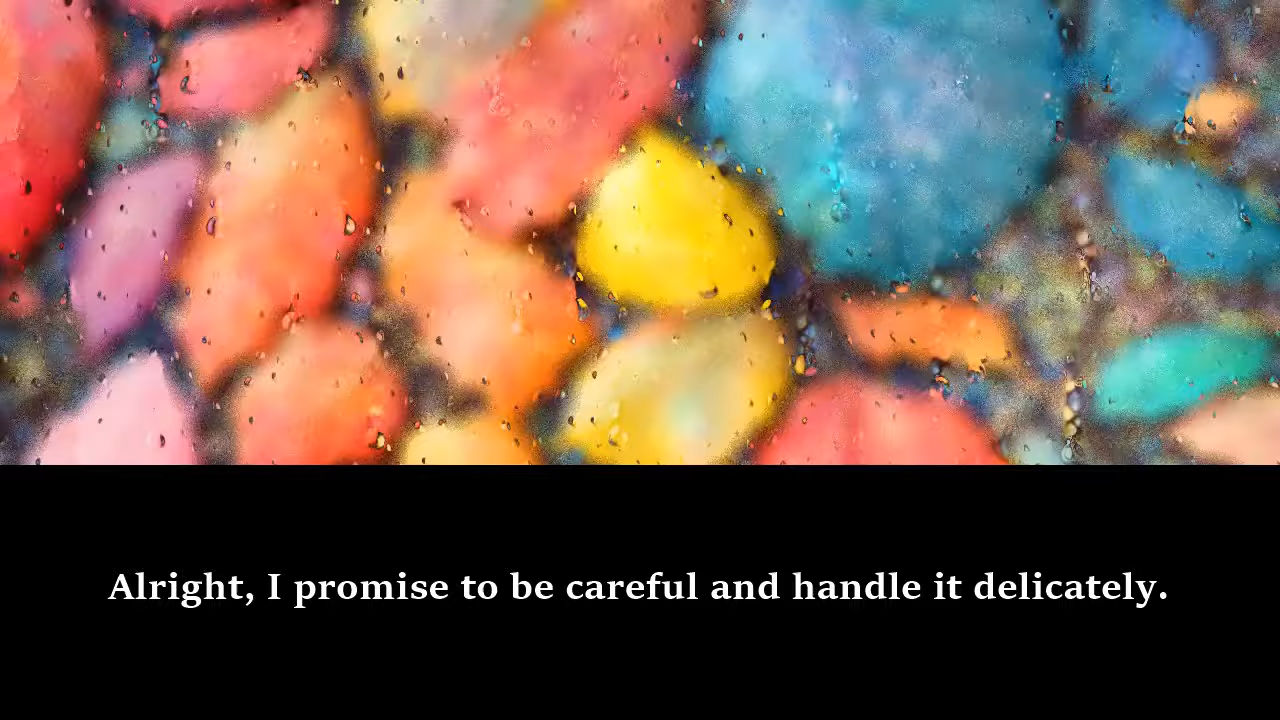 Alright, I promise to be careful and handle it delicately.